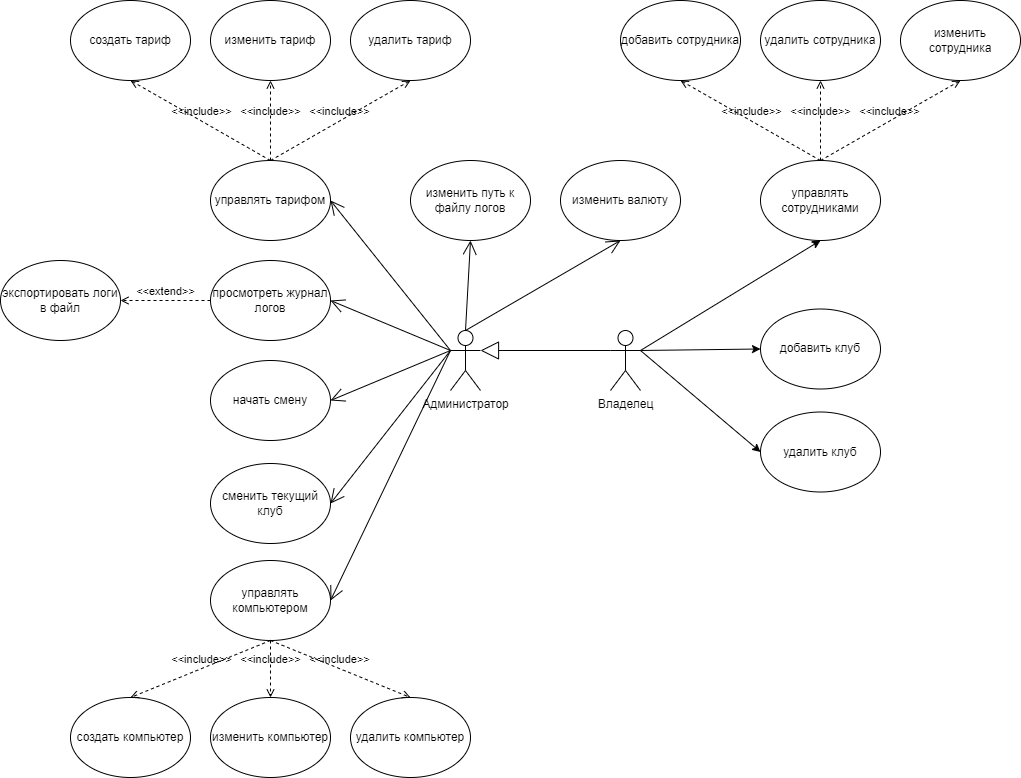 создать тариф
изменить тариф
удалить тариф
добавить сотрудника
удалить сотрудника
изменить
сотрудника
<<include>>
<<include>>
<<include>>
<<include>>
<<include>>
<<include>>
управлять тарифом
изменить путь к
файлу логов
изменить валюту
управлять
сотрудниками
экспортировать логи
в файл
<<extend>>
просмотреть журнал
логов
добавить клуб
начать смену
Администратор
Владелец
удалить клуб
сменить текущий
клуб
управлять
компьютером
<<include>>
<<include>>
<<include>>
создать компьютер
изменить компьютер
удалить компьютер